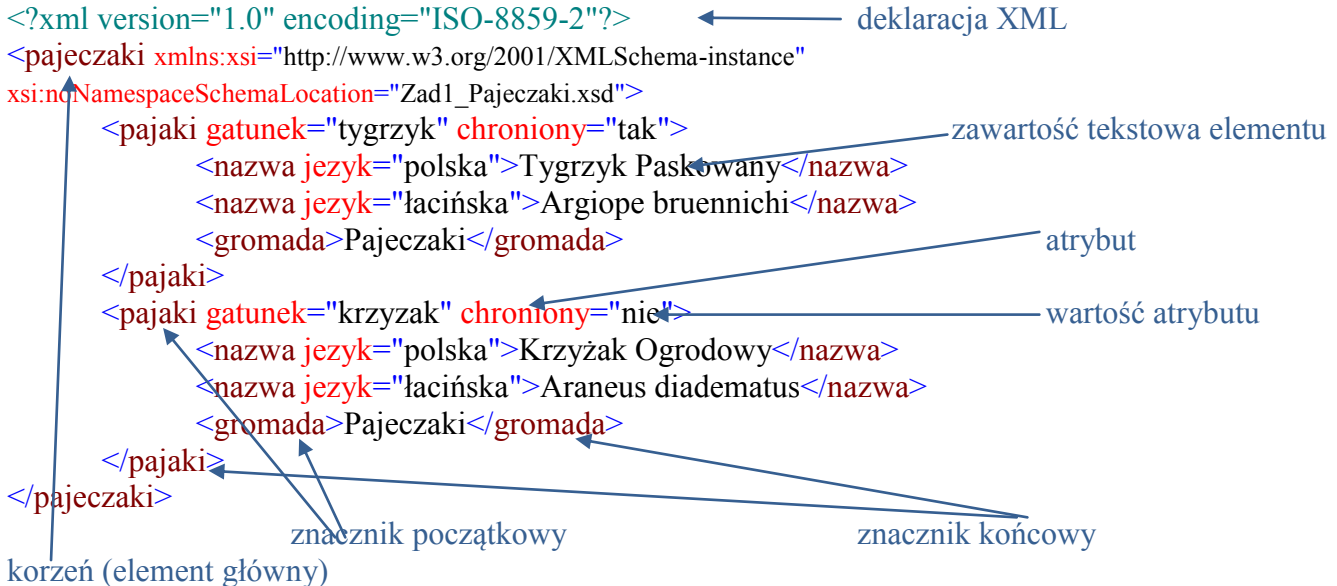 <?xml version="1.0" encoding="ISO-8859-2"?> deklaracja XML
<pajeczaki xmlns:xsi="http://www.w3.org/2001/XMLSchema-instance"
xsi:noNamespaceSchemaLocation="Zad1_Pajeczaki.xsd">
<pajaki gatunek="tygrzyk" chroniony="tak"> zawartość tekstowa elementu
<nazwa jezyk="polska">Tygrzyk Paskowany</nazwa>
<nazwa jezyk="łacińska">Argiope bruennichi</nazwa>
<gromada>Pajeczaki</gromada> atrybut
</pajaki>
<pajaki gatunek="krzyzak" chroniony="nie"> wartość atrybutu
<nazwa jezyk="polska">Krzyżak Ogrodowy</nazwa>
<nazwa jezyk="łacińska">Araneus diadematus</nazwa>
<gromada>Pajeczaki</gromada>
</pajaki>
</pajeczaki>
znacznik początkowy znacznik końcowy
korzeń (element główny)